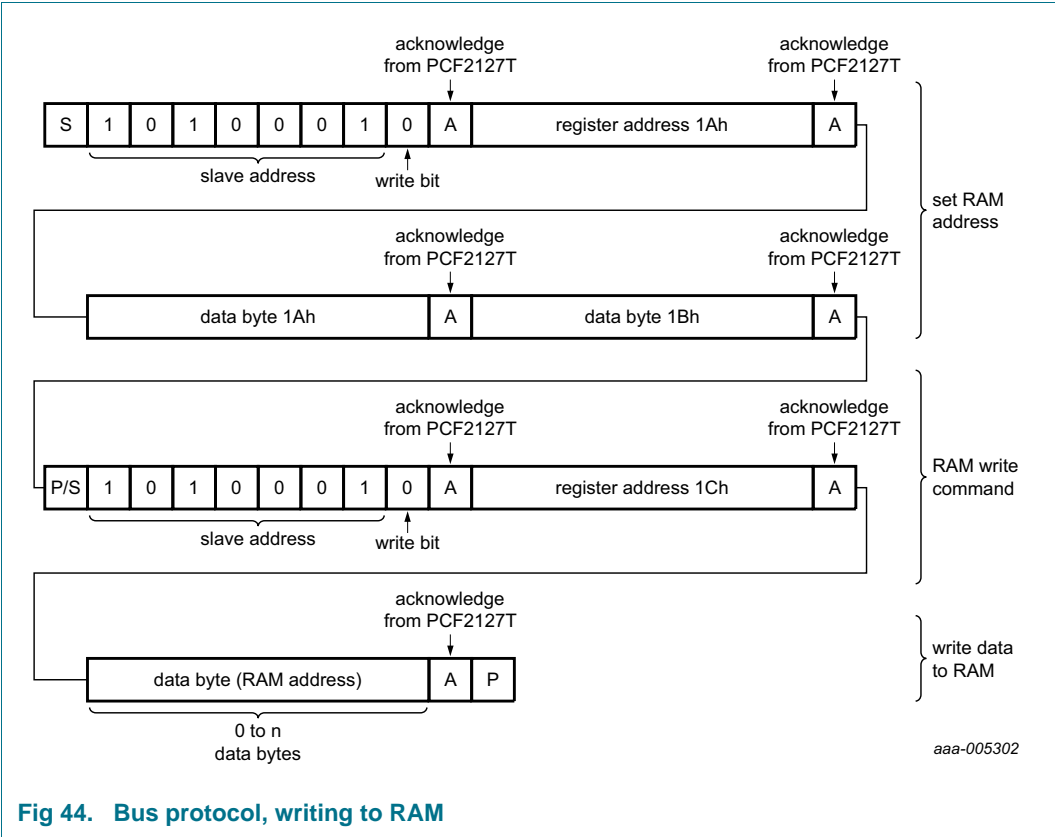 acknowledge
from PCF2127T
acknowledge
from PCF2127T
S 1 0 1 0 0 0 1 0 A register address 1Ah A
slave address
write bit
set RAM
address
acknowledge
from PCF2127T
acknowledge
from PCF2127T
data byte 1Ah A data byte 1Bh A
acknowledge
from PCF2127T
acknowledge
from PCF2127T
RAM write
command
P/S 1 0 1 0 0 0 1 0 A register address 1Ch A
slave address
write bit
acknowledge
from PCF2127T
write data
to RAM
data byte (RAM address) A P
0 to n
data bytes
aaa-005302
Fig 44. Bus protocol, writing to RAM